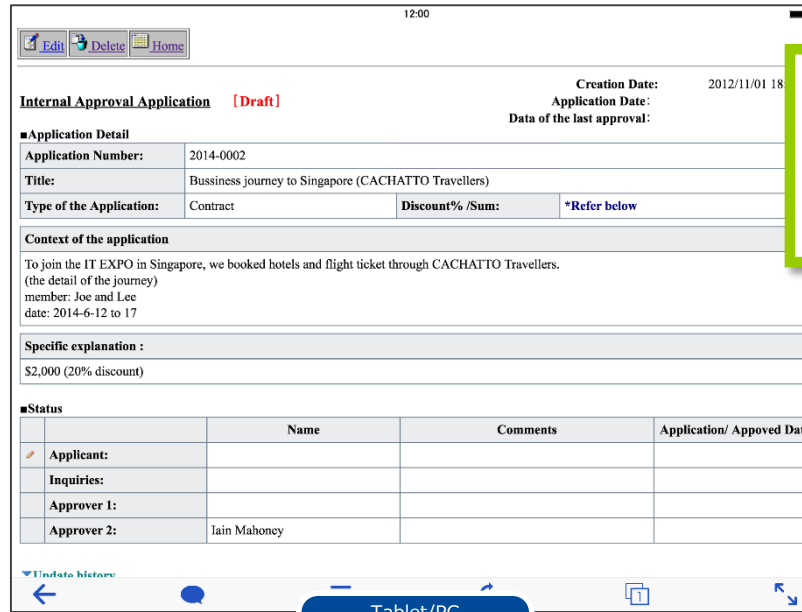 12:00
Edit Delete Home
Creation Date: 2012/11/01 18
Internal Approval Application [Draft] Application Date:
Data of the last approval:
■Application Detail
Application Number: 2014-0002
Title: Bussiness journey to Singapore (CACHATTO Travellers)
Type of the Application: Contract Discount% /Sum: *Refer below
Context of the application
To join the IT EXPO in Singapore, we booked hotels and flight ticket through CACHATTO Travellers.
(the detail of the journey)
member: Joe and Lee
date: 2014-6-12 to 17
Specific explanation :
$2,000 (20% discount)
■Status
Name Comments Application/ Appoved Dat
Applicant:
Inquiries:
Approver 1:
Approver 2: Iain Mahoney
▼Update history
1
Tablet/PC